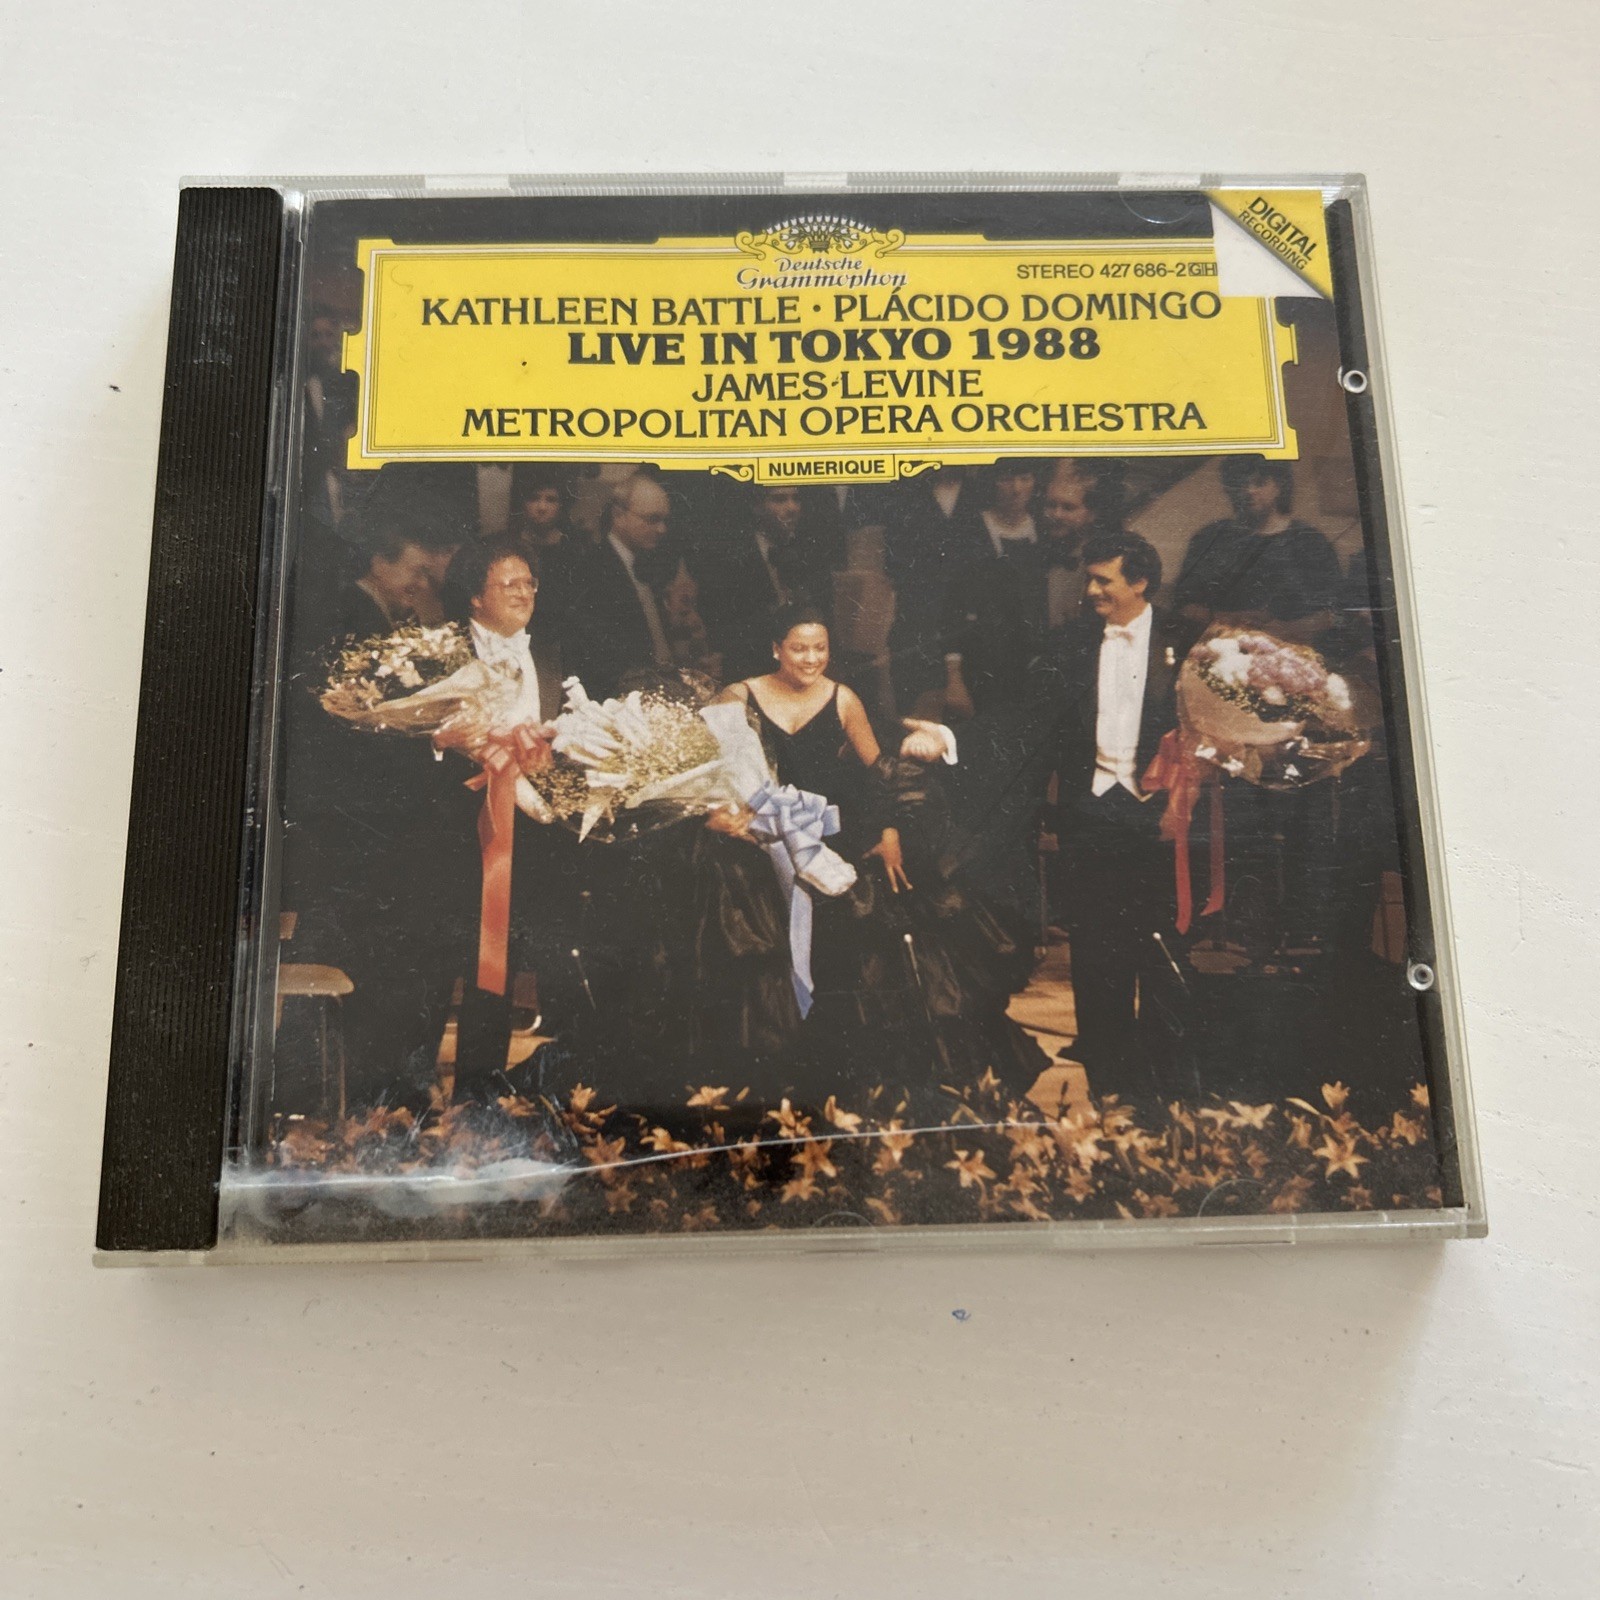 DIGITAL
RECORDING
Deutsche
Grammophon
STEREO 427 686-2 GH
KATHLEEN BATTLE · PLÁCIDO DOMINGO
LIVE IN TOKYO 1988
JAMES LEVINE
METROPOLITAN OPERA ORCHESTRA
NUMERIQUE